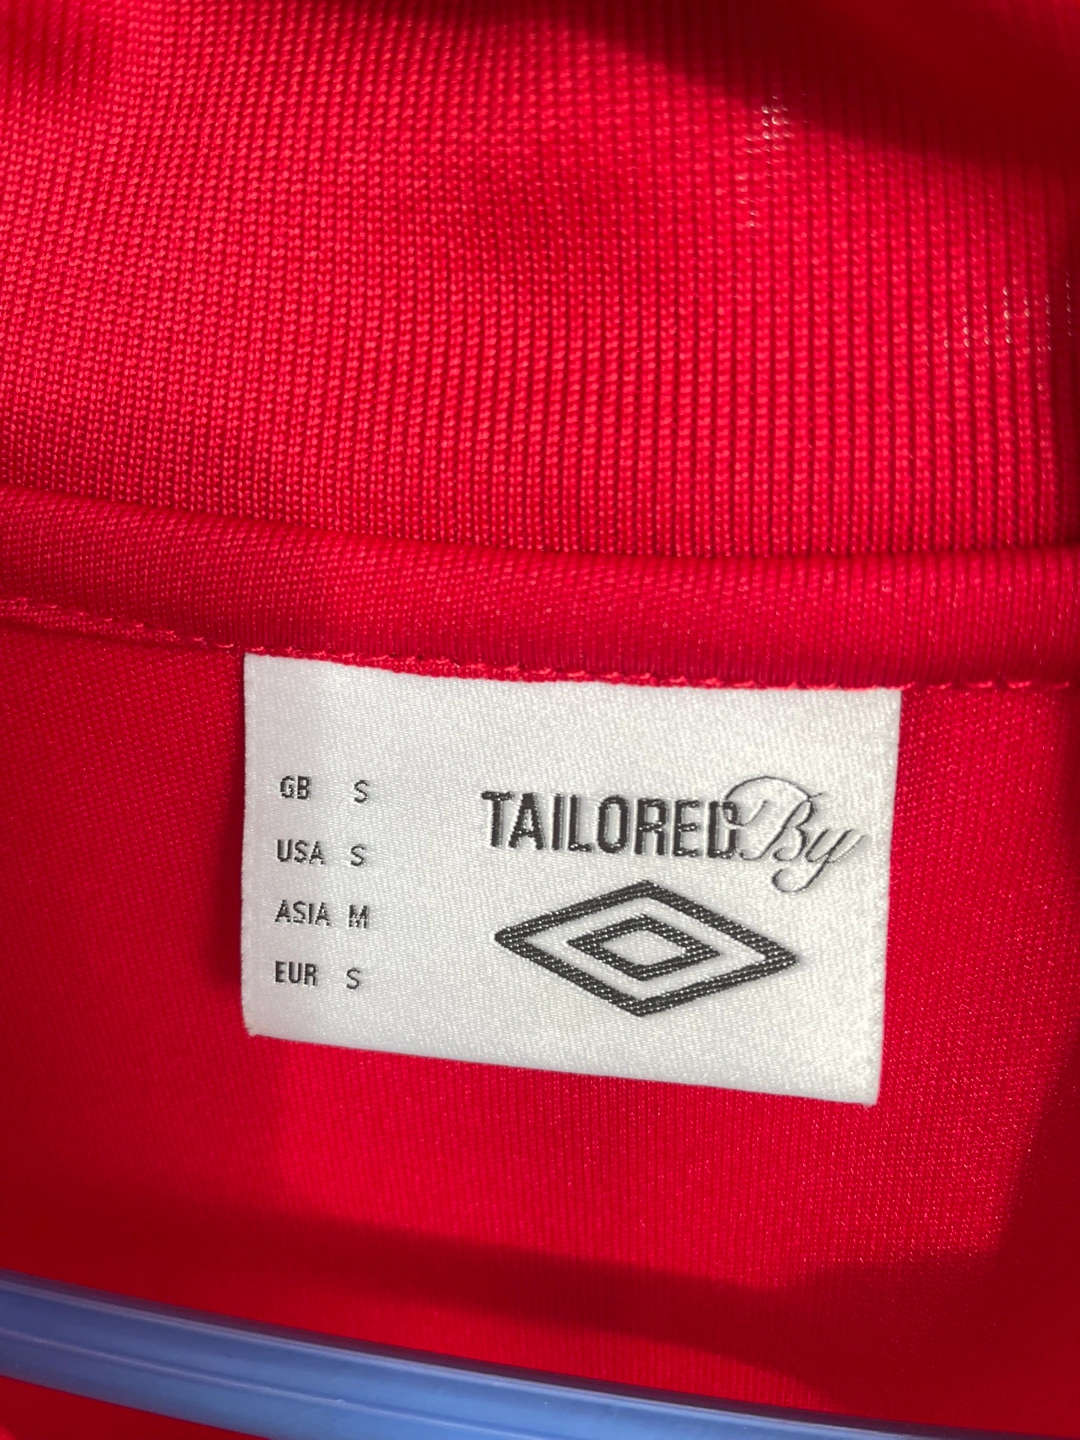 GB S
USA S
ASIA M
EUR S
TAILORED By